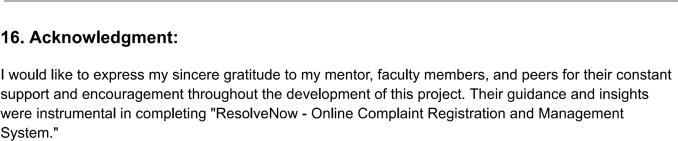 16. Acknowledgment:
I would like to express my sincere gratitude to my mentor, faculty members, and peers for their constant
support and encouragement throughout the development of this project. Their guidance and insights
were instrumental in completing "ResolveNow - Online Complaint Registration and Management
System."